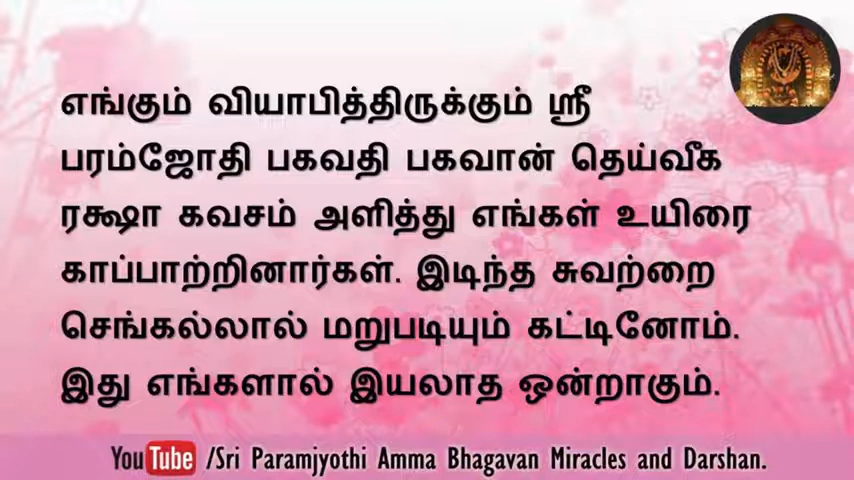 எங்கும் வியாபித்திருக்கும் ஸ்ரீ
பரம்ஜோதி பகவதி பகவான் தெய்வீக
ரக்ஷா கவசம் அளித்து எங்கள் உயிரை
காப்பாற்றினார்கள். இடிந்த சுவற்றை
செங்கல்லால் மறுபடியும் கட்டினோம்.
இது எங்களால் இயலாத ஒன்றாகும்.
YouTube /Sri Paramjyothi Amma Bhagavan Miracles and Darshan.